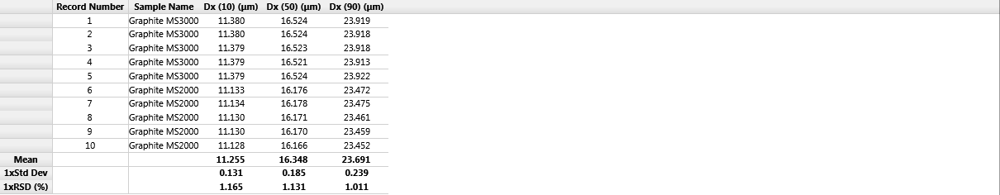 Record Number Sample Name Dx (10) (μm) Dx (50) (μm) Dx (90) (μm)
1 Graphite MS3000 11.380 16.524 23.919
2 Graphite MS3000 11.380 16.524 23.918
3 Graphite MS3000 11.379 16.523 23.918
4 Graphite MS3000 11.379 16.521 23.913
5 Graphite MS3000 11.379 16.524 23.922
6 Graphite MS2000 11.133 16.176 23.472
7 Graphite MS2000 11.134 16.178 23.475
8 Graphite MS2000 11.130 16.171 23.461
9 Graphite MS2000 11.130 16.170 23.459
10 Graphite MS2000 11.128 16.166 23.452
Mean 11.255 16.348 23.691
1xStd Dev 0.131 0.185 0.239
1xRSD (%) 1.165 1.131 1.011